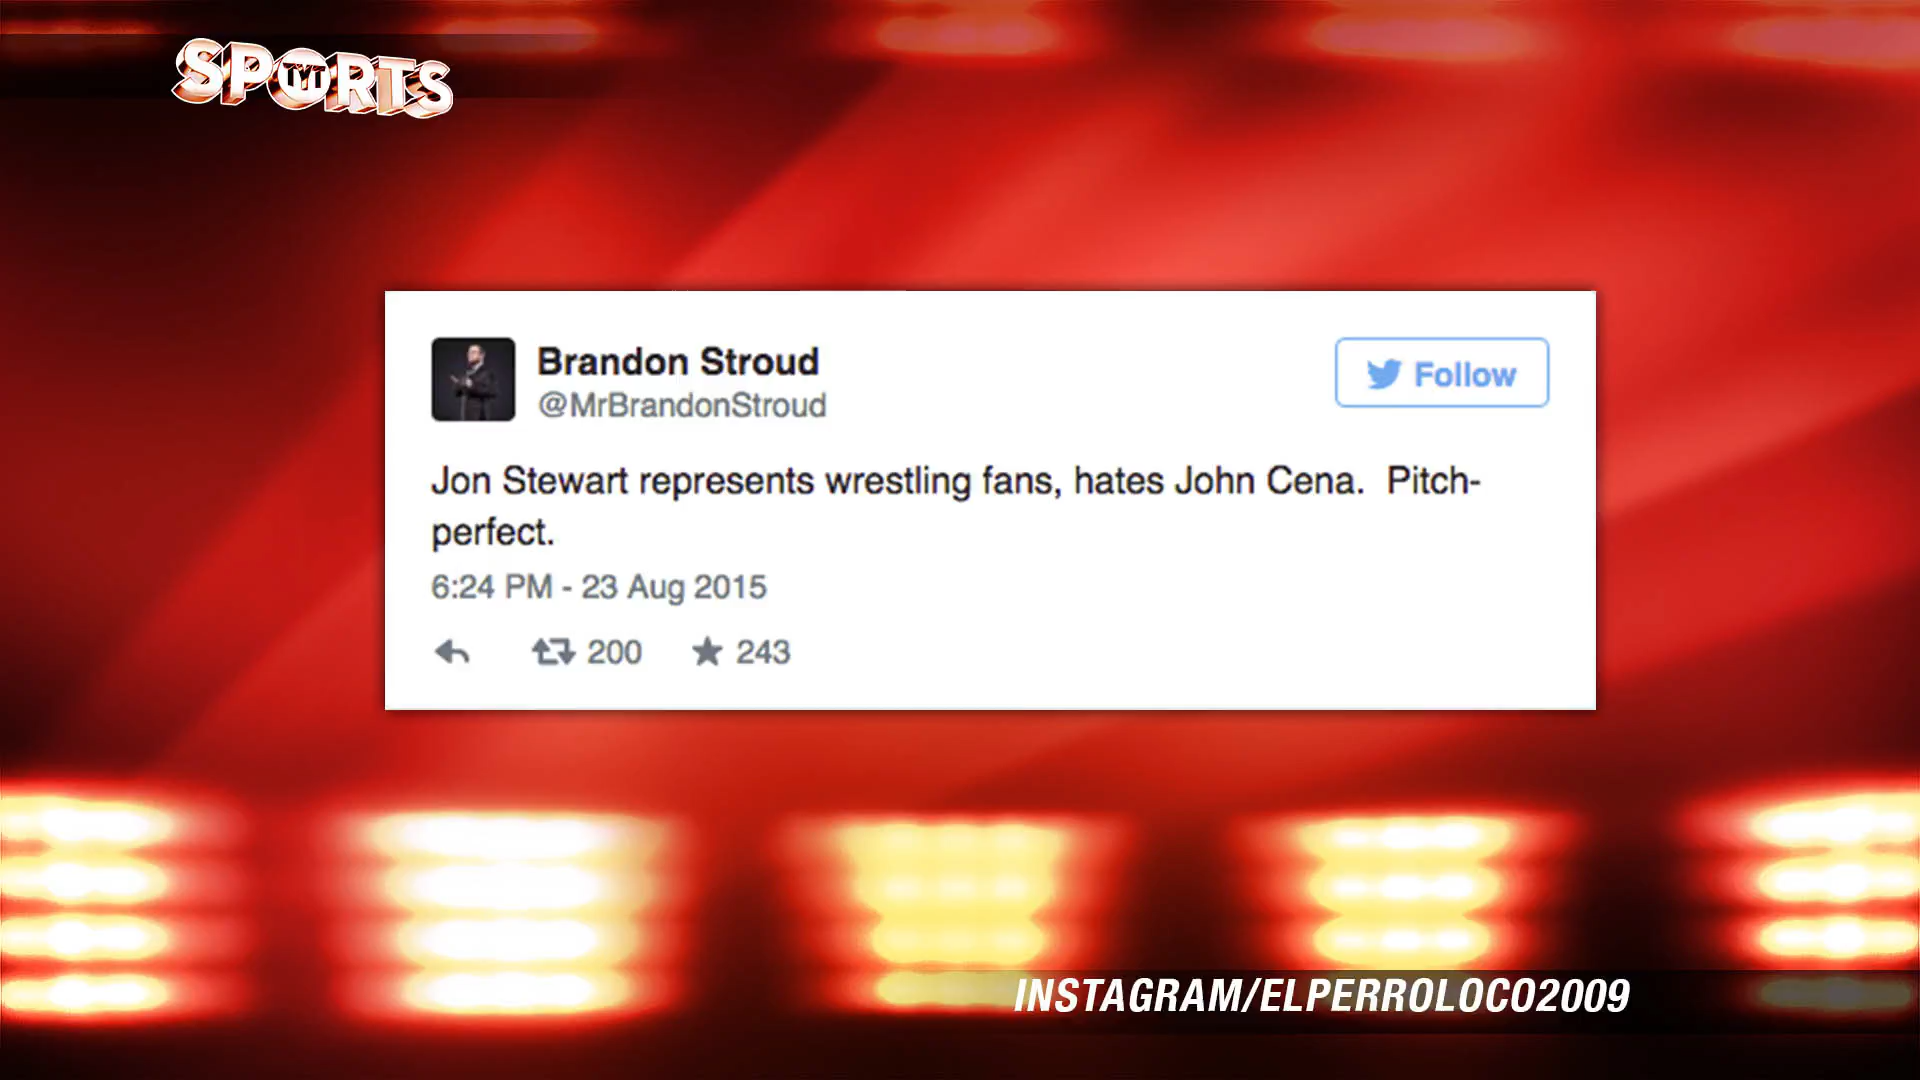 SPORTS
TYT
Brandon Stroud
@MrBrandonStroud
Follow
Jon Stewart represents wrestling fans, hates John Cena.  Pitch-
perfect.
6:24 PM - 23 Aug 2015
200 243
INSTAGRAM/ELPERROLOCO2009